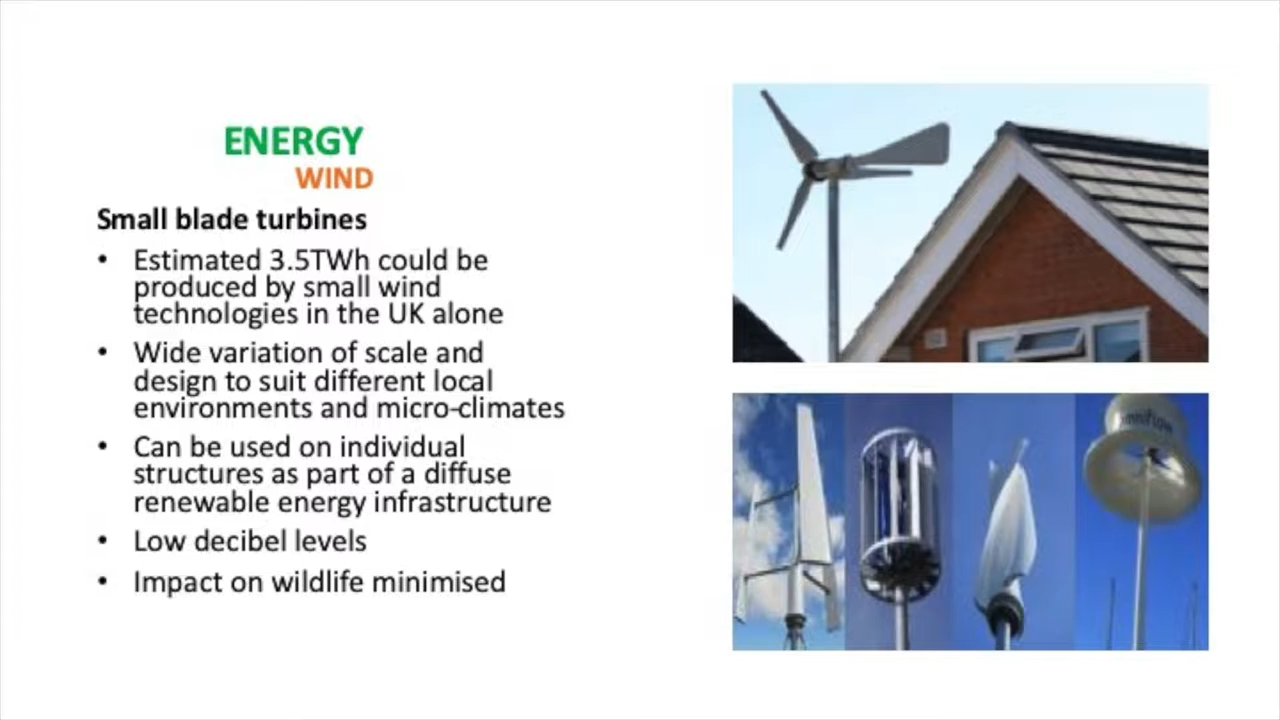 ENERGY
WIND
Small blade turbines
• Estimated 3.5TWh could be
produced by small wind
technologies in the UK alone
• Wide variation of scale and
design to suit different local
environments and micro-climates
• Can be used on individual
structures as part of a diffuse
renewable energy infrastructure
• Low decibel levels
• Impact on wildlife minimised